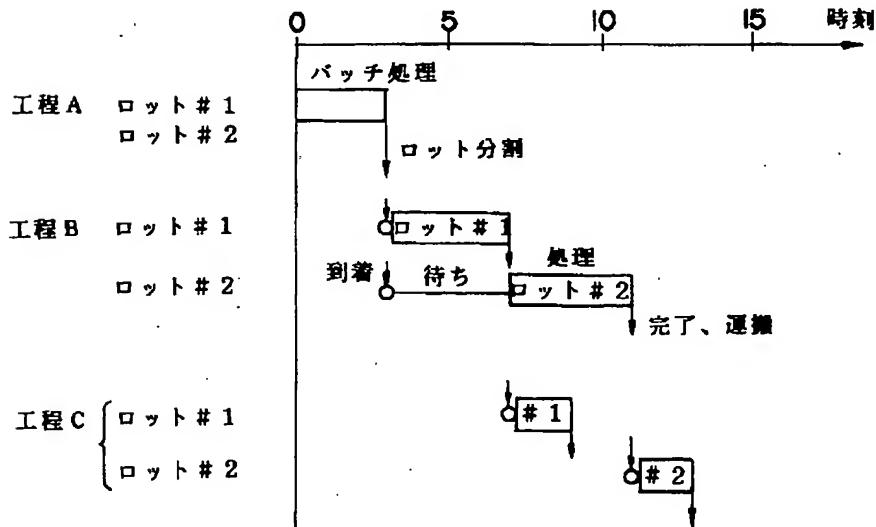 0 5 10 15 時刻
バッチ処理
工程A ロット#1
ロット#2
ロット分割
工程B ロット#1 ロット#1
到着 待ち 処理
ロット#2 ロット#2
完了、運搬
工程C ロット#1 #1
ロット#2 #2